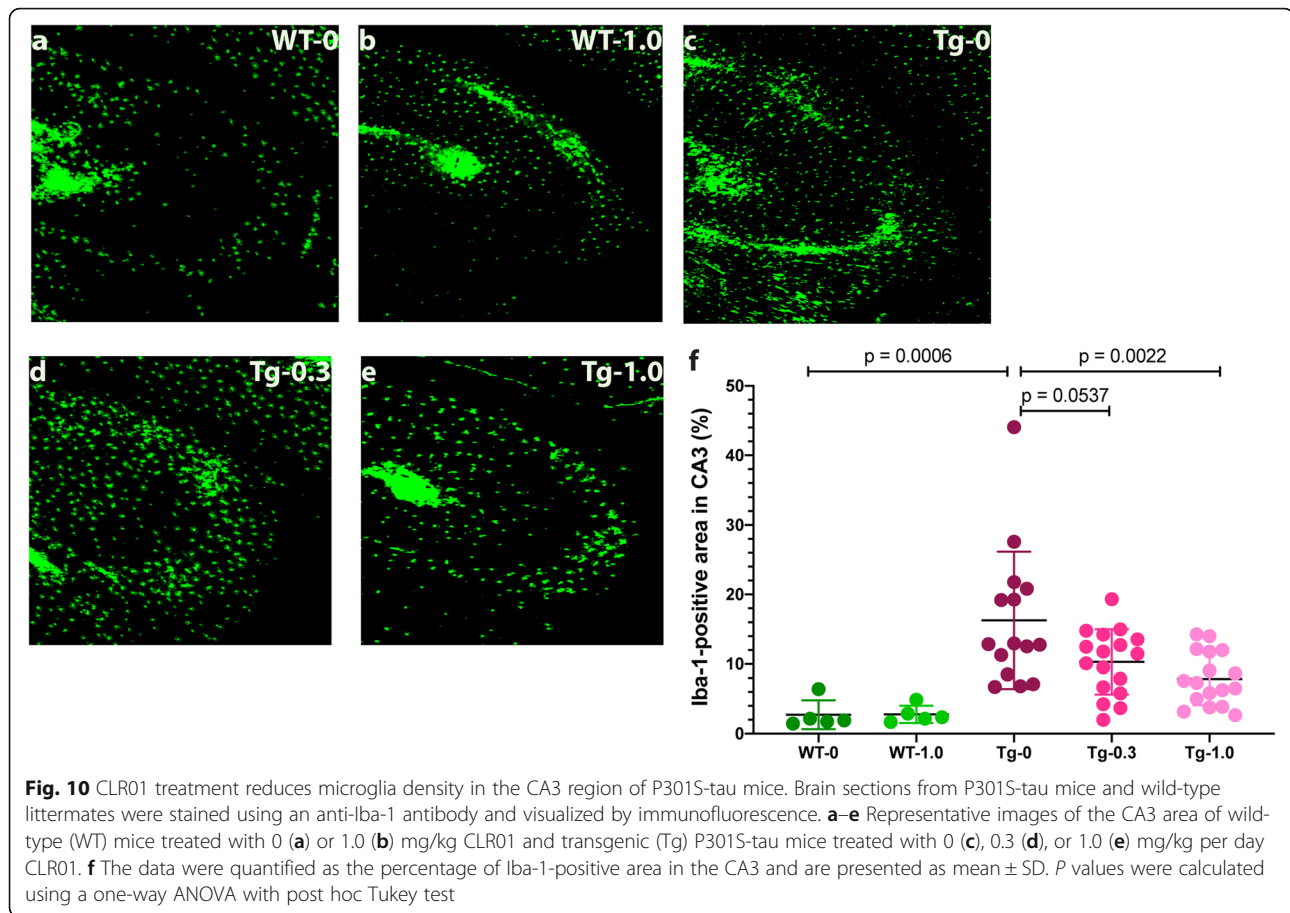 a WT-0
b WT-1.0
c Tg-0
d Tg-0.3
e Tg-1.0
f
p = 0.0006
p = 0.0022
p = 0.0537
Iba-1-positive area in CA3 (%)
50
40
30
20
10
0
WT-0 WT-1.0 Tg-0 Tg-0.3 Tg-1.0
Fig. 10 CLR01 treatment reduces microglia density in the CA3 region of P301S-tau mice. Brain sections from P301S-tau mice and wild-type
littermates were stained using an anti-Iba-1 antibody and visualized by immunofluorescence. a–e Representative images of the CA3 area of wild-
type (WT) mice treated with 0 (a) or 1.0 (b) mg/kg CLR01 and transgenic (Tg) P301S-tau mice treated with 0 (c), 0.3 (d), or 1.0 (e) mg/kg per day
CLR01. f The data were quantified as the percentage of Iba-1-positive area in the CA3 and are presented as mean ± SD. P values were calculated
using a one-way ANOVA with post hoc Tukey test